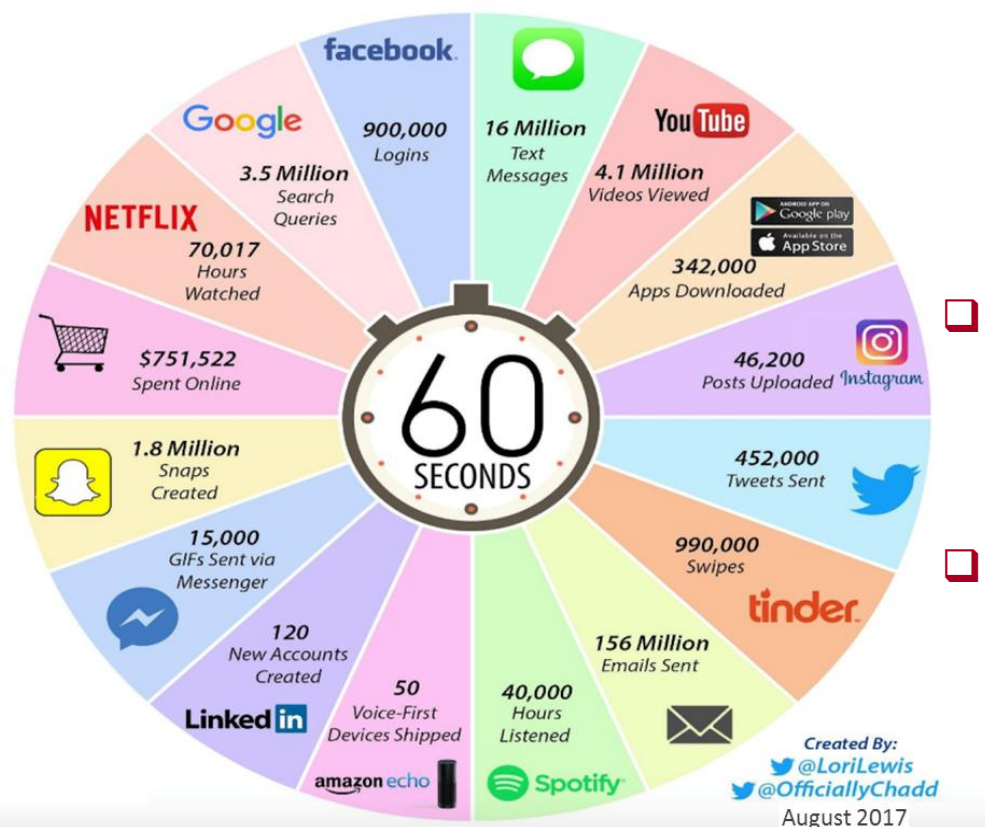 facebook.
900,000
Logins
16 Million
Text
Messages
YouTube
4.1 Million
Videos Viewed
ANDROID APP ON
Google play
Available on the
App Store
342,000
Apps Downloaded
46,200
Posts Uploaded
Instagram
452,000
Tweets Sent
990,000
Swipes
tinder
156 Million
Emails Sent
40,000
Hours
Listened
Spotify
50
Voice-First
Devices Shipped
amazon echo
120
New Accounts
Created
Linked in
15,000
GIFs Sent via
Messenger
1.8 Million
Snaps
Created
$751,522
Spent Online
NETFLIX
70,017
Hours
Watched
Google
3.5 Million
Search
Queries
60
SECONDS
Created By:
@LoriLewis
@OfficiallyChadd
August 2017